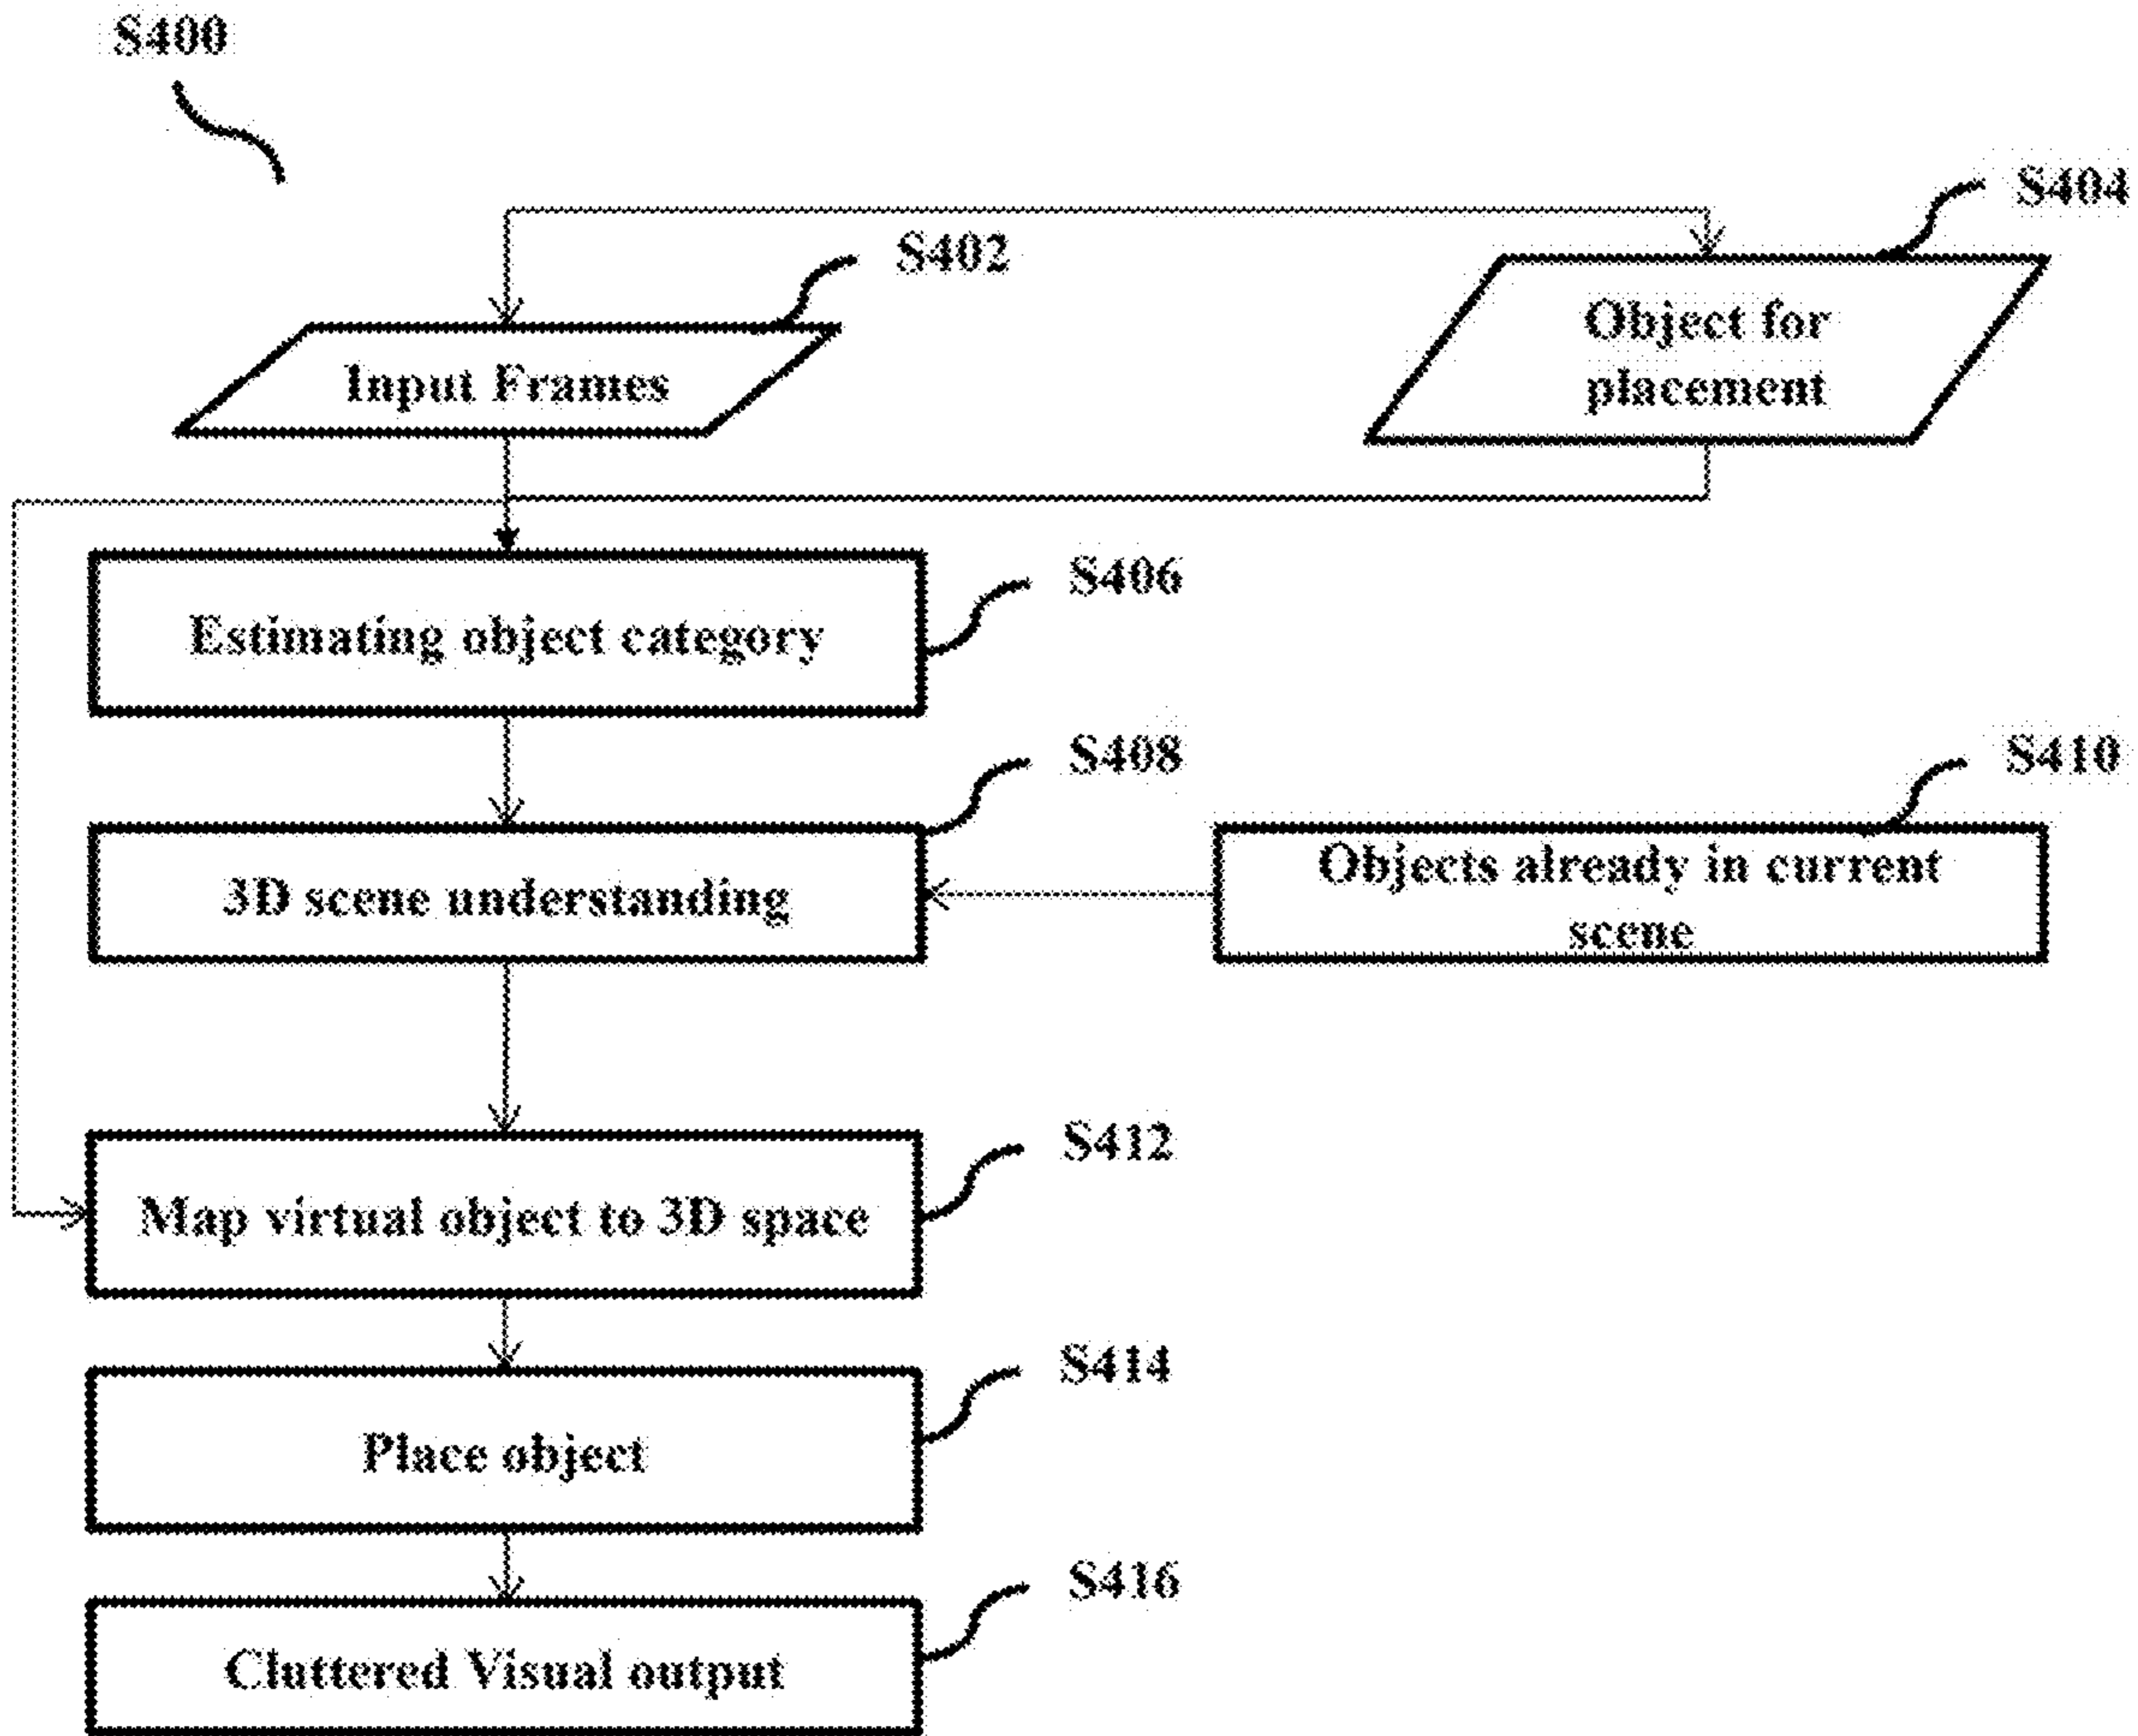 S400
S404
S402
Object for
placement
Input Frames
S406
Estimating object category
S408
S410
3D scene understanding
Objects already in current
scene
S412
Map virtual object to 3D space
S414
Place object
S416
Cluttered Visual output